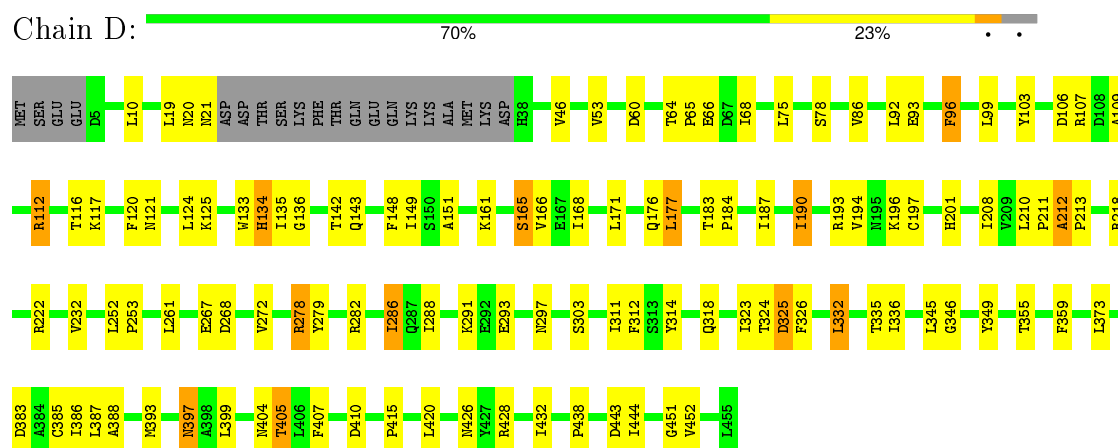 Chain D:
70% 23% • •
MET SER GLU GLU D5 L10 L19 N20 N21 ASP ASP THR SER LYS PHE THR GLN GLU GLU GLN LYS LYS ALA MET LYS ASP H38 V46 V53 D60 T64 P65 E66 D67 I68 L75 S78 V86 L92 E93 F96 L99 Y103 D106 R107 D108 A109
R112 T116 K117 F120 N121 L124 K125 W133 H134 I135 G136 T142 Q143 F148 I149 S150 A151 K161 S165 V166 E167 I168 L171 Q176 L177 T183 P184 I187 I190 R193 V194 N195 K196 C197 H201 I208 V209 L210 P211 A212 P213 R218
R222 V232 L252 P253 L261 E267 D268 V272 R278 Y279 R282 I286 Q287 I288 K291 E292 E293 N297 S303 I311 F312 S313 Y314 Q318 I323 T324 D325 F326 L332 T335 I336 L345 G346 Y349 T355 F359 L373
D383 A384 C385 I386 L387 A388 M393 N397 A398 L399 N404 T405 L406 F407 D410 P415 L420 N426 Y427 R428 I432 P438 D443 I444 G451 V452 L455